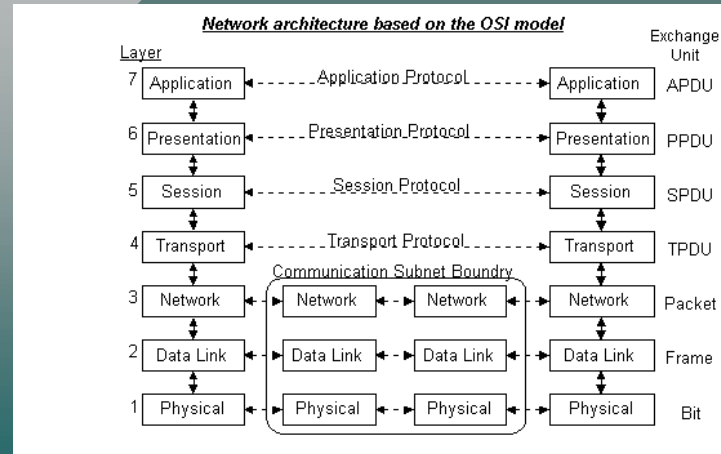 Network architecture based on the OSI model
Layer
Exchange
Unit
7 Application Application Protocol Application APDU
6 Presentation Presentation Protocol Presentation PPDU
5 Session Session Protocol Session SPDU
4 Transport Transport Protocol Transport TPDU
Communication Subnet Boundry
3 Network Network Network Network Packet
2 Data Link Data Link Data Link Data Link Frame
1 Physical Physical Physical Physical Bit